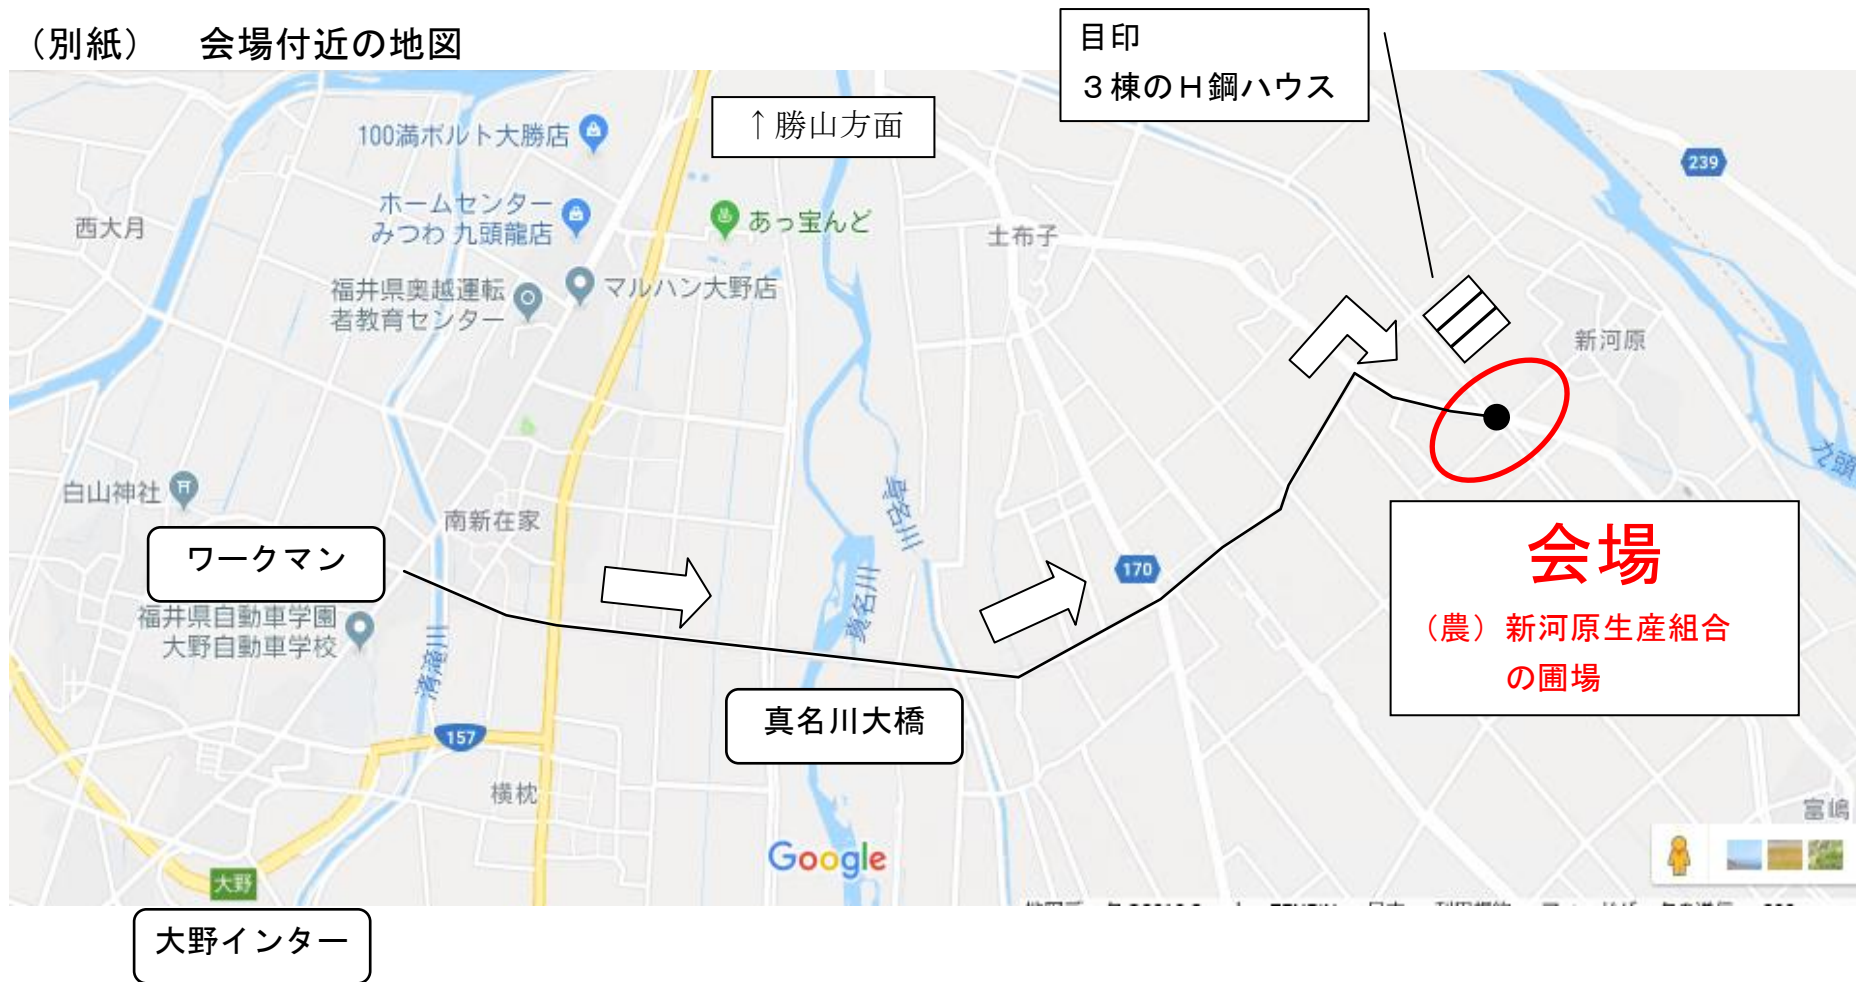 （別紙）　会場付近の地図
目印
３棟のＨ鋼ハウス
↑勝山方面
100満ボルト大勝店
239
ホームセンター
みつわ 九頭龍店
あっ宝んど
西大月
土布子
福井県奥越運転
者教育センター
マルハン大野店
新河原
九頭
白山神社
南新在家
真名川
ワークマン
170
真名川
会場
（農）新河原生産組合
の圃場
福井県自動車学園
大野自動車学校
清滝川
真名川大橋
157
横枕
富嶋
Google
大野
大野インター